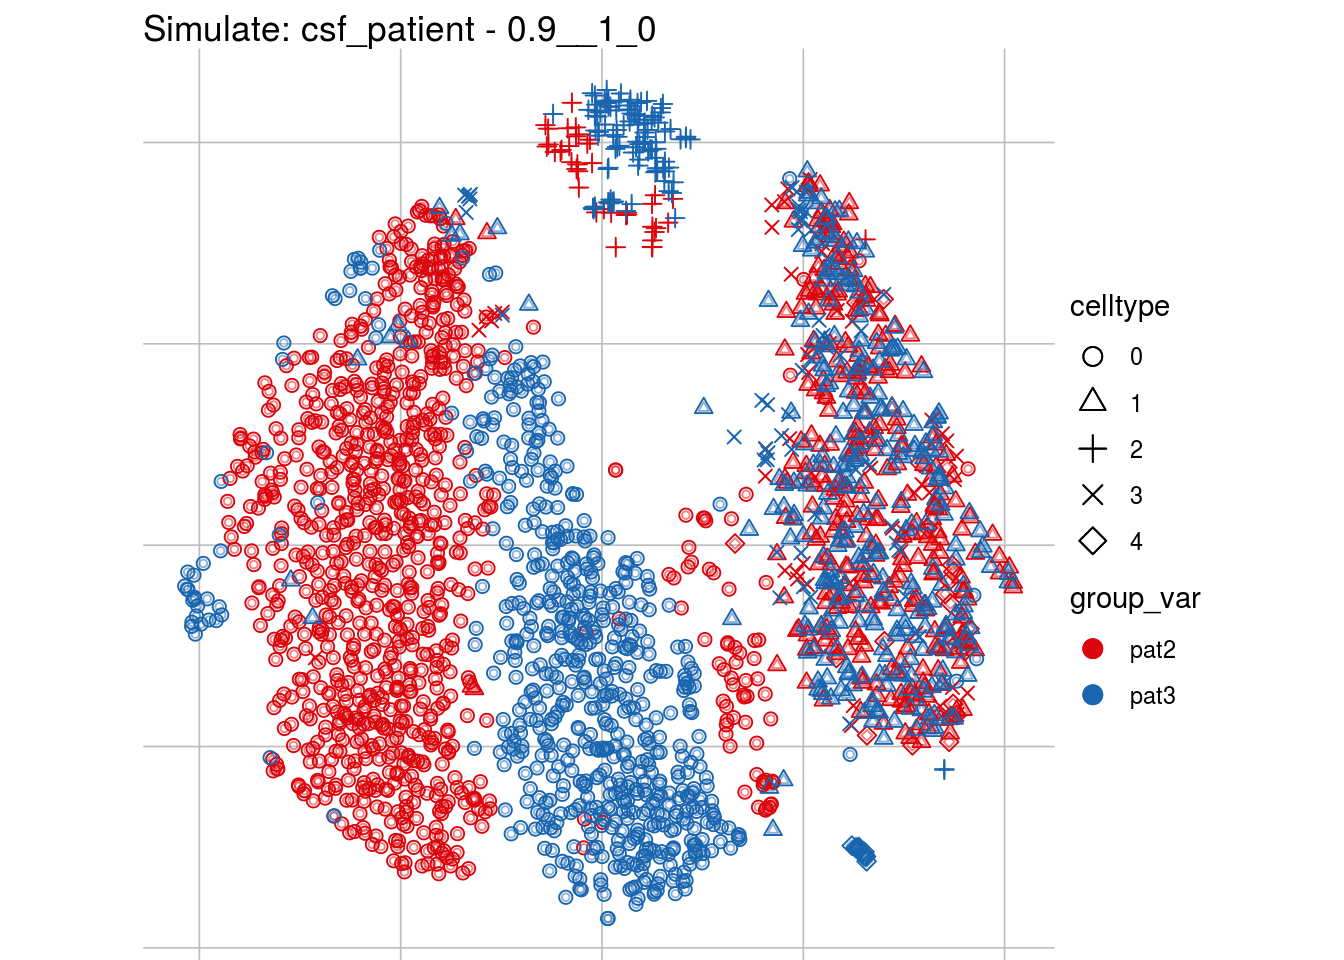 Simulate: csf_patient - 0.9__1_0
celltype
0
1
2
3
4
group_var
pat2
pat3